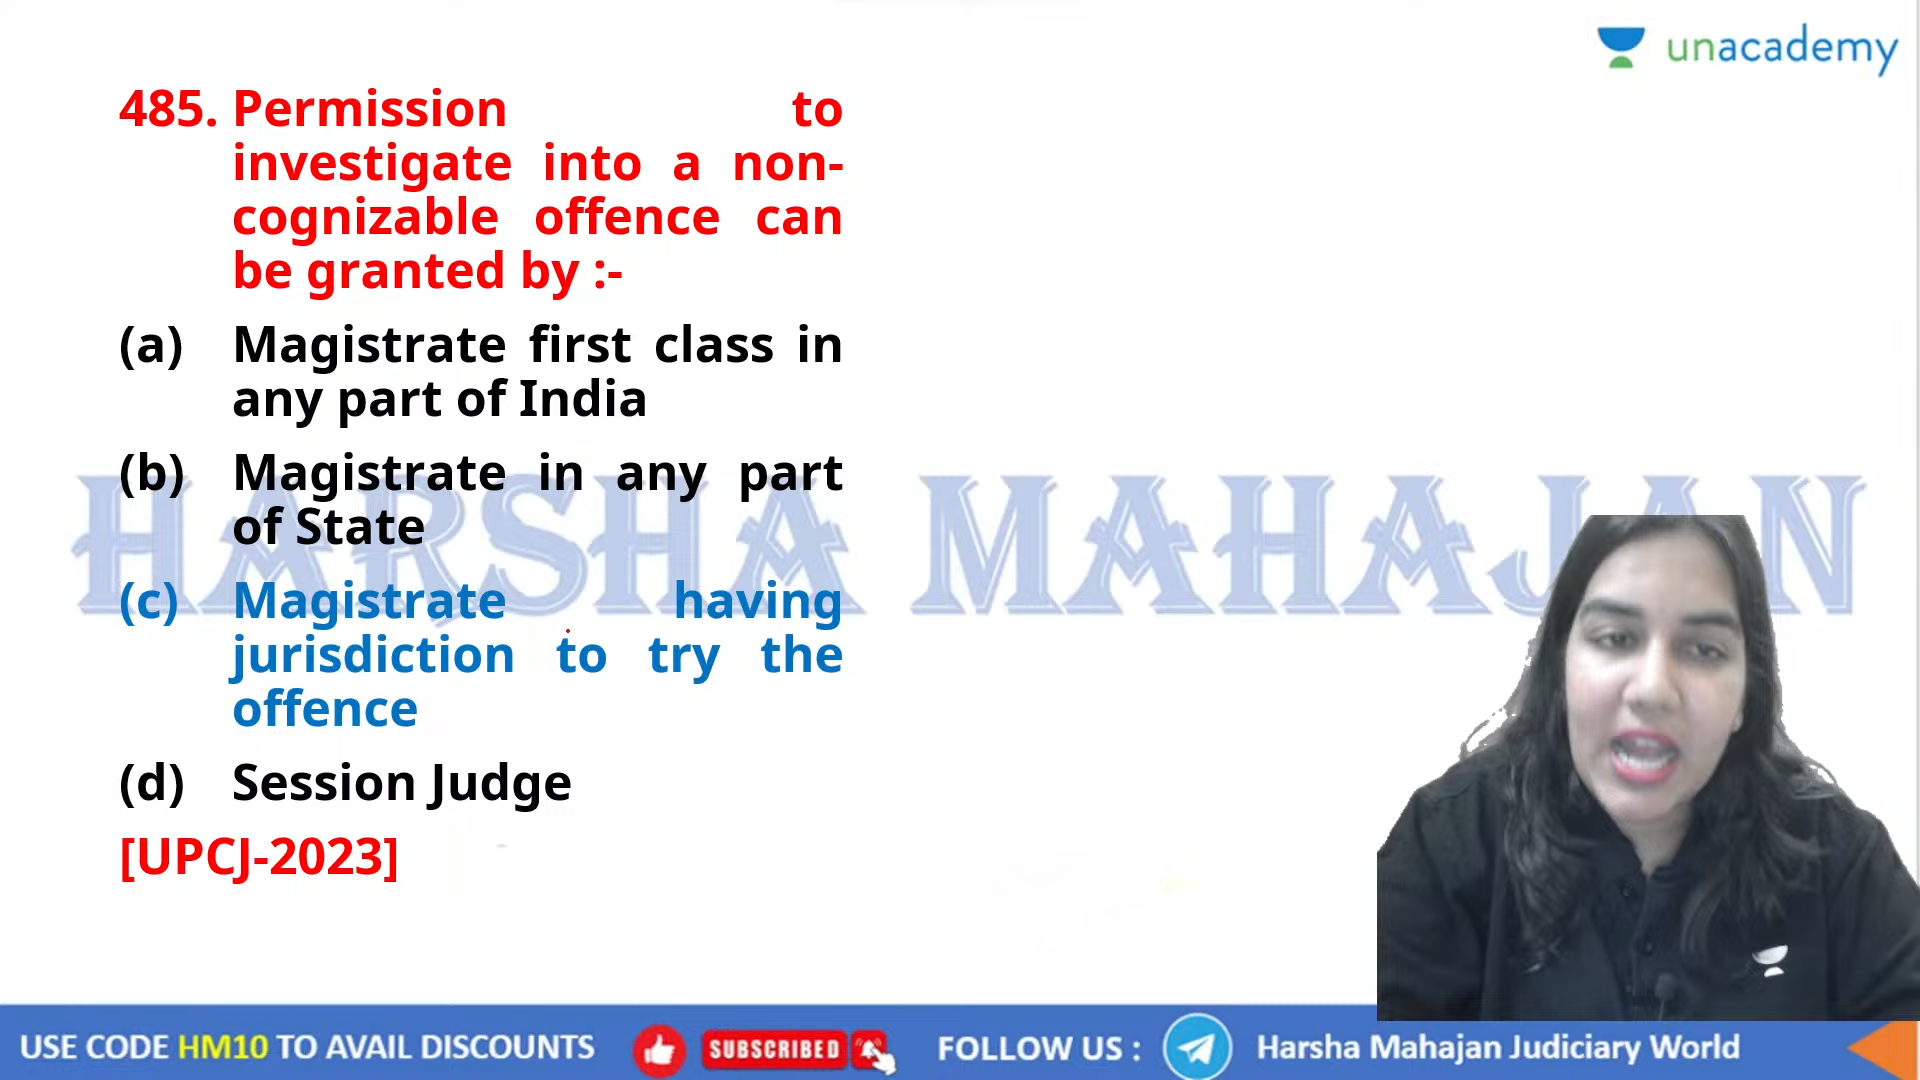 unacademy
485. Permission to
investigate into a non-
cognizable offence can
be granted by :-
(a) Magistrate first class in
any part of India
(b) Magistrate in any part
of State
(c) Magistrate having
jurisdiction to try the
offence
(d) Session Judge
[UPCJ-2023]
HARSHA MAHAJAN
USE CODE HM10 TO AVAIL DISCOUNTS
SUBSCRIBED
FOLLOW US :
Harsha Mahajan Judiciary World